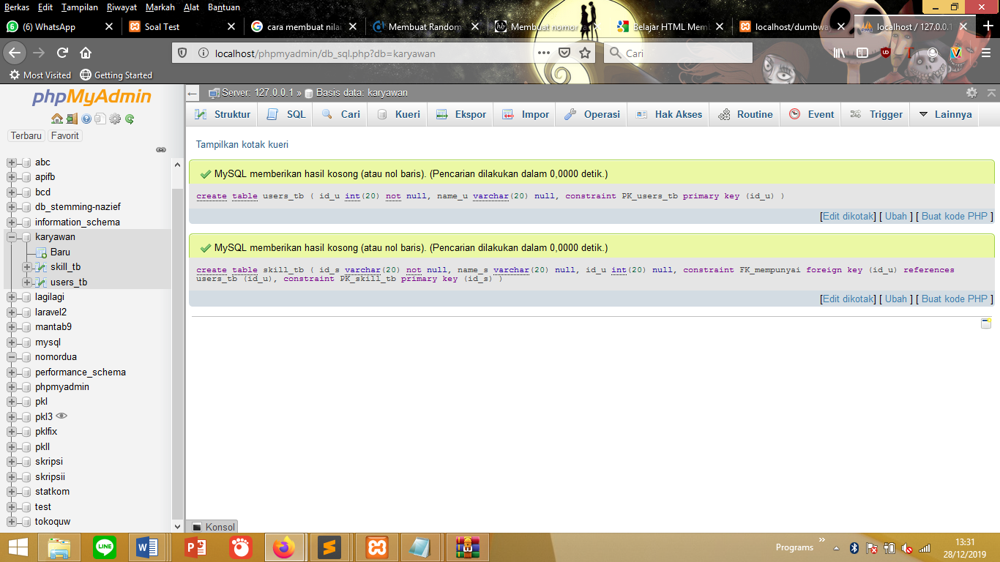 Berkas Edit Tampilan Riwayat Markah Alat Bantuan
(6) WhatsApp
Soal Test
cara membuat nilai
Membuat Random
Membuat nomor
Belajar HTML Mem
localhost/dumbwa
localhost / 127.0.0.1
localhost/phpmyadmin/db_sql.php?db=karyawan
Cari
Most Visited Getting Started
phpMyAdmin
Terbaru Favorit
abc
apifb
bcd
db_stemming-nazief
information_schema
karyawan
Baru
skill_tb
users_tb
lagilagi
laravel2
mantab9
mysql
nomordua
performance_schema
phpmyadmin
pkl
pkl3
pklfix
pkll
skripsi
skripsii
statkom
test
tokoquw
Server: 127.0.0.1 » Basis data: karyawan
Struktur SQL Cari Kueri Ekspor Impor Operasi Hak Akses Routine Event Trigger Lainnya
Tampilkan kotak kueri
MySQL memberikan hasil kosong (atau nol baris). (Pencarian dilakukan dalam 0,0000 detik.)
create table users_tb ( id_u int(20) not null, name_u varchar(20) null, constraint PK_users_tb primary key (id_u) )
[Edit dikotak] [ Ubah ] [ Buat kode PHP ]
MySQL memberikan hasil kosong (atau nol baris). (Pencarian dilakukan dalam 0,0000 detik.)
create table skill_tb ( id_s varchar(20) not null, name_s varchar(20) null, id_u int(20) null, constraint FK_mempunyai foreign key (id_u) references
users_tb (id_u), constraint PK_skill_tb primary key (id_s) )
[Edit dikotak] [ Ubah ] [ Buat kode PHP ]
Konsol
Programs
13:31
28/12/2019